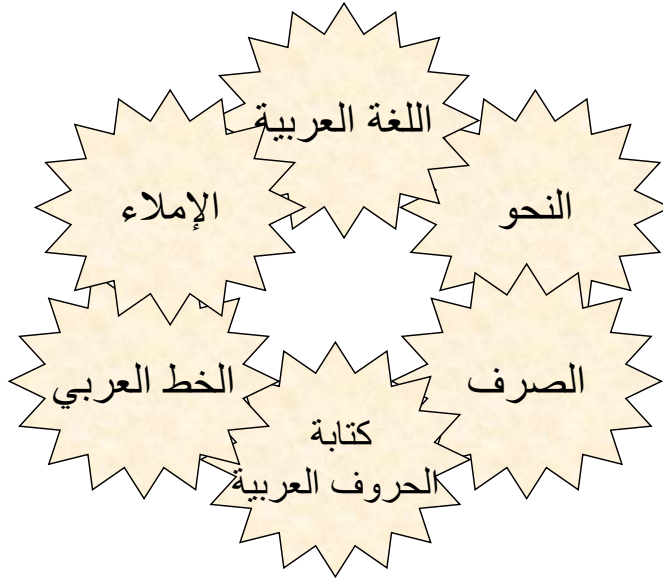 اللغة العربية
النحو
الإملاء
الصرف
الخط العربي
كتابة
الحروف العربية